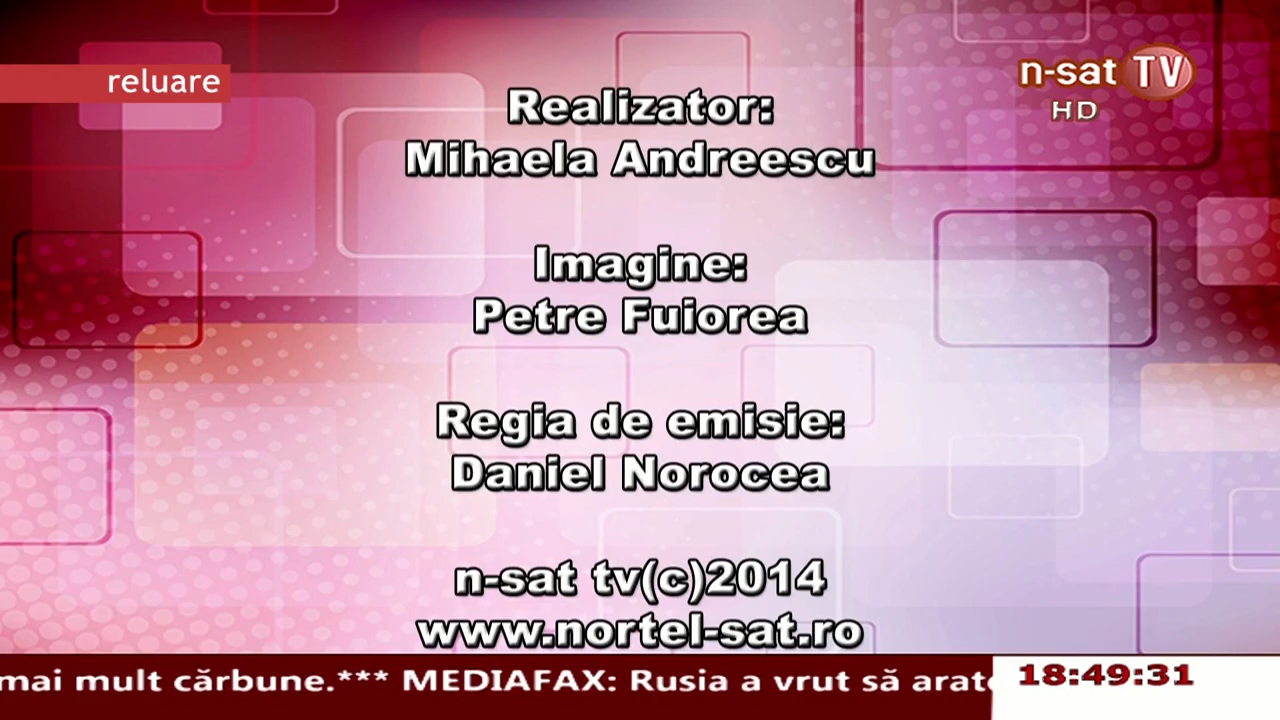 reluare
n-sat TV
HD
Realizator:
Mihaela Andreescu
Imagine:
Petre Fuiorea
Regia de emisie:
Daniel Norocea
n-sat tv(c)2014
www.nortel-sat.ro
mai mult cărbune.*** MEDIAFAX: Rusia a vrut să arate
18:49:31